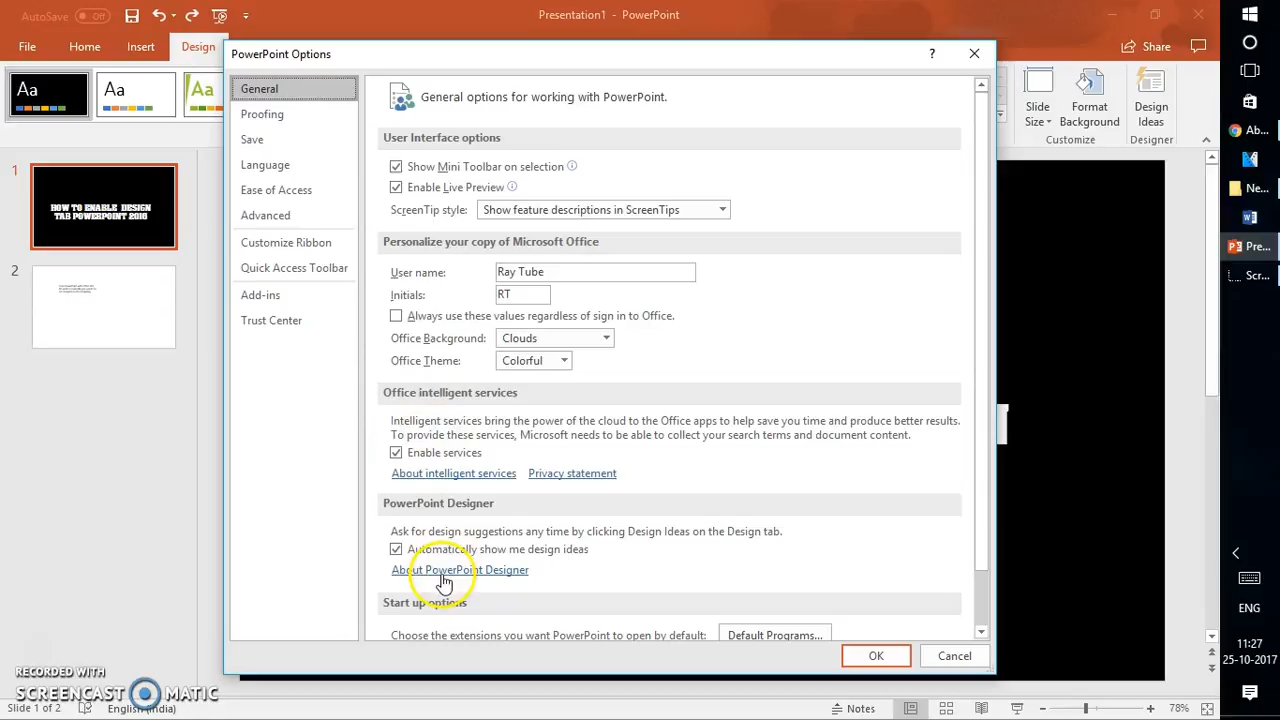 AutoSave Off
Presentation1 - PowerPoint
File Home Insert Design
Share
Aa Aa Aa
Slide Size
Format Background
Design Ideas
Customize Designer
PowerPoint Options
?
General
Proofing
Save
Language
Ease of Access
Advanced
Customize Ribbon
Quick Access Toolbar
Add-ins
Trust Center
General options for working with PowerPoint.
User Interface options
Show Mini Toolbar on selection
Enable Live Preview
ScreenTip style: Show feature descriptions in ScreenTips
Personalize your copy of Microsoft Office
User name: Ray Tube
Initials: RT
Always use these values regardless of sign in to Office.
Office Background: Clouds
Office Theme: Colorful
Office intelligent services
Intelligent services bring the power of the cloud to the Office apps to help save you time and produce better results.
To provide these services, Microsoft needs to be able to collect your search terms and document content.
Enable services
About intelligent services Privacy statement
PowerPoint Designer
Ask for design suggestions any time by clicking Design Ideas on the Design tab.
Automatically show me design ideas
About PowerPoint Designer
Start up options
Choose the extensions you want PowerPoint to open by default: Default Programs...
OK Cancel
1
HOW TO ENABLE DESIGN
TAB POWERPOINT 2016
2
Ab...
Ne...
Pre...
Scr...
ENG
11:27
25-10-2017
RECORDED WITH
SCREENCAST MATIC
Slide 1 of 2 English (India) Notes 78%